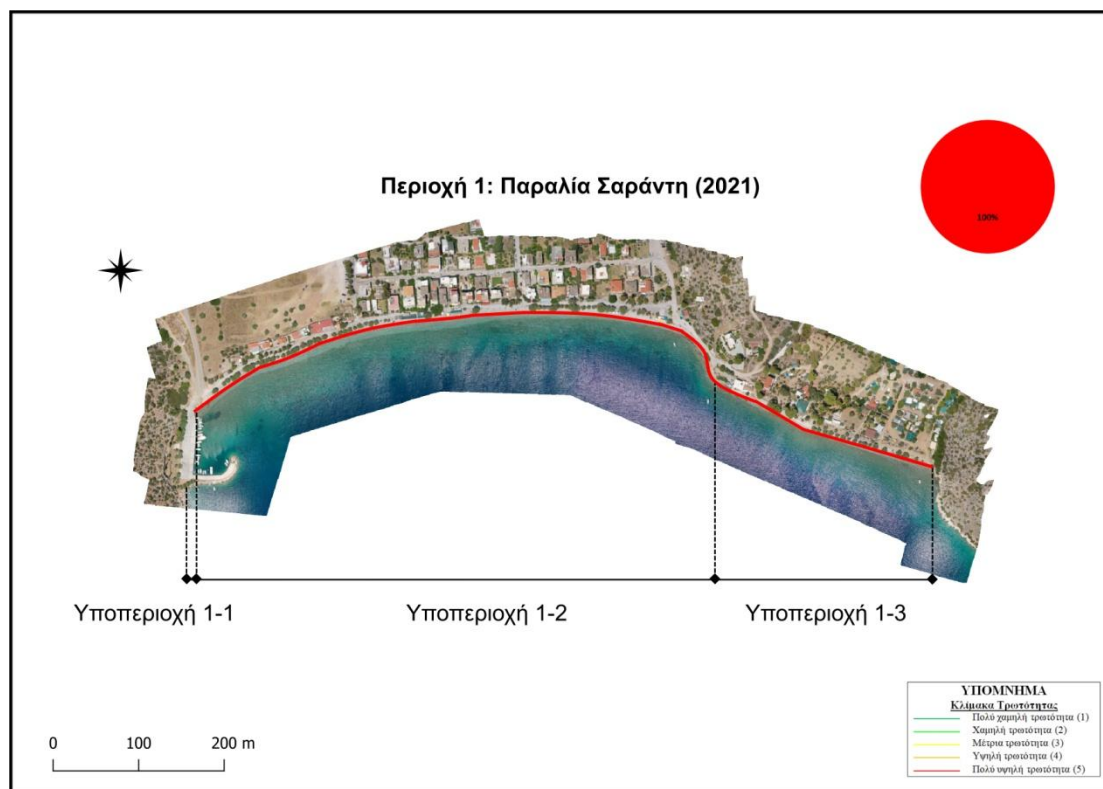 Περιοχή 1: Παραλία Σαράντη (2021)
100%
Υποπεριοχή 1-1
Υποπεριοχή 1-2
Υποπεριοχή 1-3
0 100 200 m
ΥΠΟΜΝΗΜΑ
Κλίμακα Τρωτότητας
Πολύ χαμηλή τρωτότητα (1)
Χαμηλή τρωτότητα (2)
Μέτρια τρωτότητα (3)
Υψηλή τρωτότητα (4)
Πολύ υψηλή τρωτότητα (5)